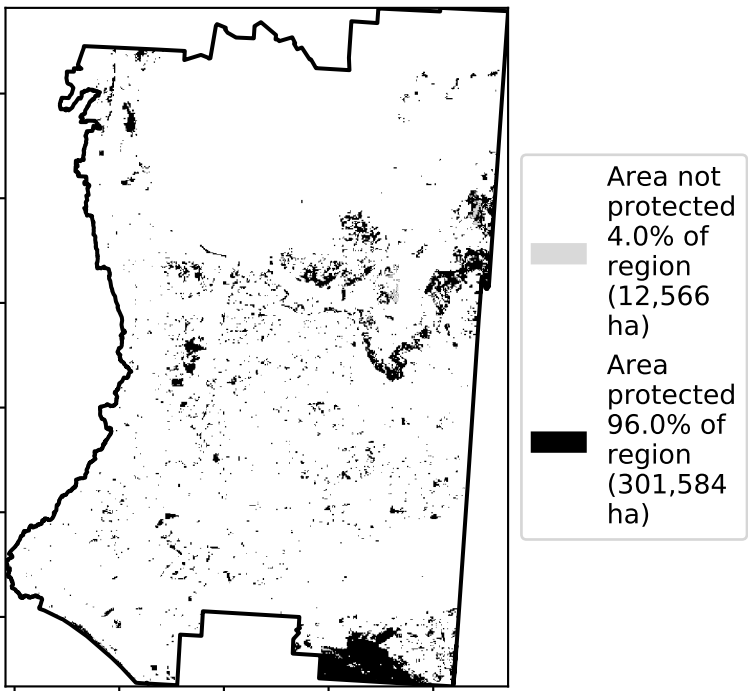 Area not
protected
4.0% of
region
(12,566
ha)
Area
protected
96.0% of
region
(301,584
ha)